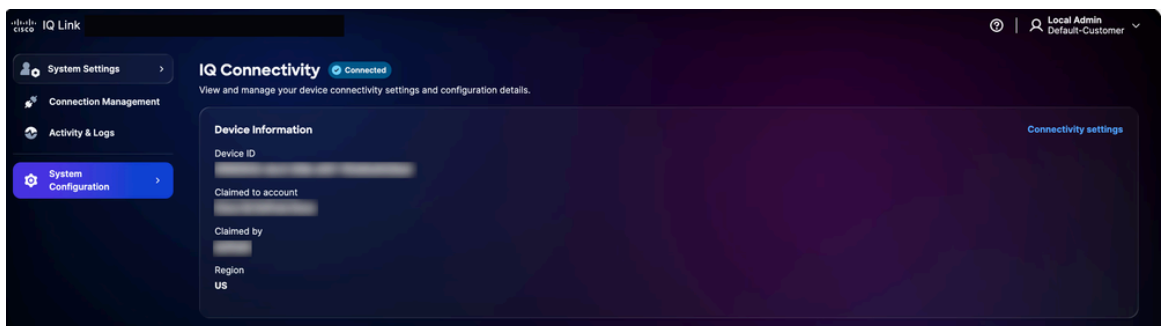 cisco IQ Link
Local Admin
Default-Customer
System Settings
Connection Management
Activity & Logs
System
Configuration
IQ Connectivity Connected
View and manage your device connectivity settings and configuration details.
Device Information Connectivity settings
Device ID
Claimed to account
Claimed by
Region
US